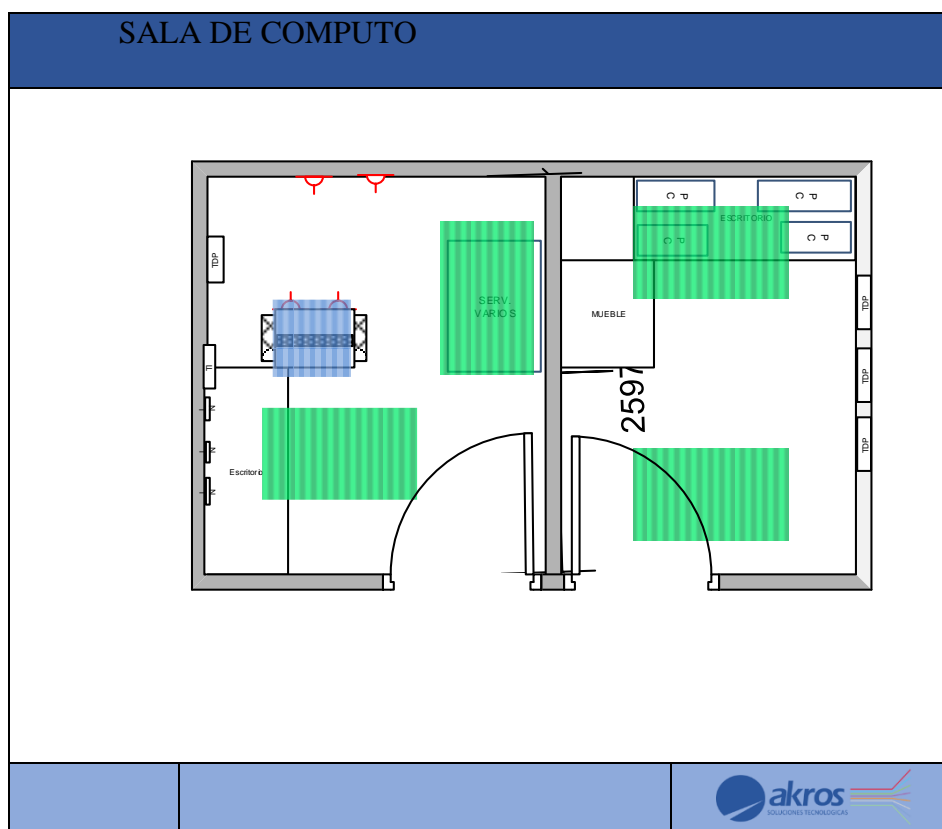 SALA DE COMPUTO
P C
P C
ESCRITORIO
P C
P C
TDP
SERV.
VARIOS
MUEBLE
TDP
TI
2597
TDP
N
N
Escritorio
TDP
N
akros
SOLUCIONES TECNOLOGICAS